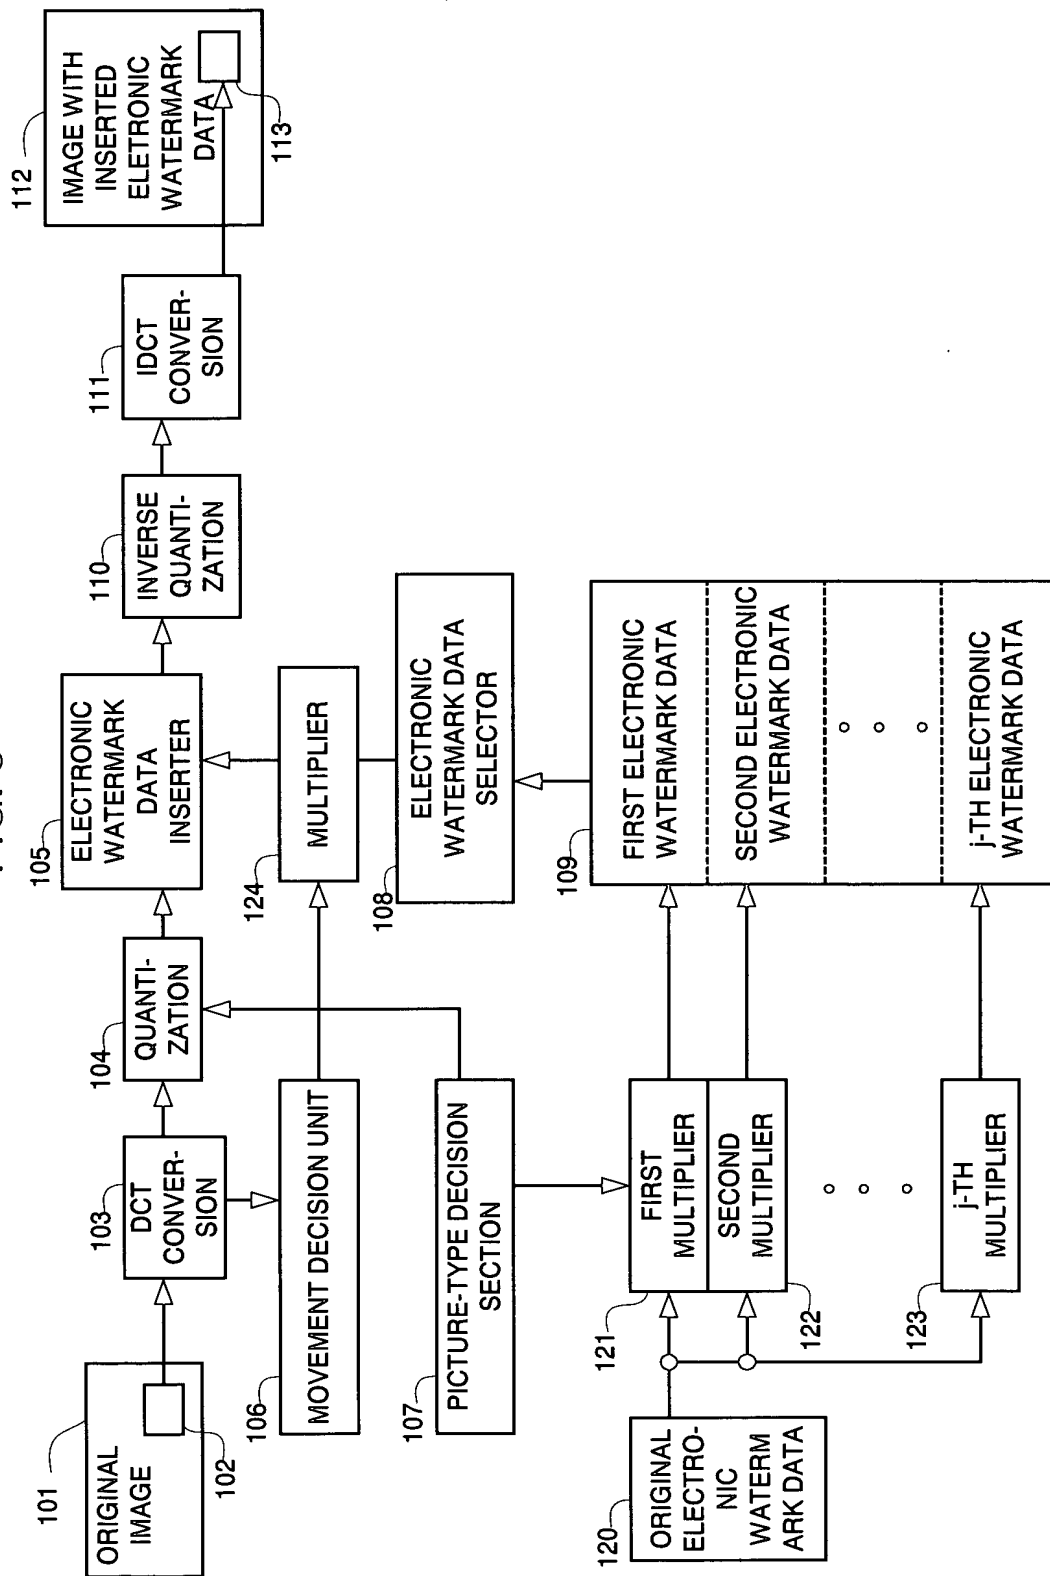 112
IMAGE WITH
INSERTED
ELETRONIC
WATERMARK
DATA
113
111
IDCT
CONVER-
SION
110
INVERSE
QUANTI-
ZATION
105
ELECTRONIC
WATERMARK
DATA
INSERTER
104
QUANTI-
ZATION
103
DCT
CONVER-
SION
101
ORIGINAL
IMAGE
102
106
MOVEMENT DECISION UNIT
124
MULTIPLIER
107
PICTURE-TYPE DECISION
SECTION
108
ELECTRONIC
WATERMARK DATA
SELECTOR
109
FIRST ELECTRONIC
WATERMARK DATA
SECOND ELECTRONIC
WATERMARK DATA
j-TH ELECTRONIC
WATERMARK DATA
121
FIRST
MULTIPLIER
SECOND
MULTIPLIER
122
j-TH
MULTIPLIER
123
120
ORIGINAL
ELECTRO-
NIC
WATERM
ARK DATA